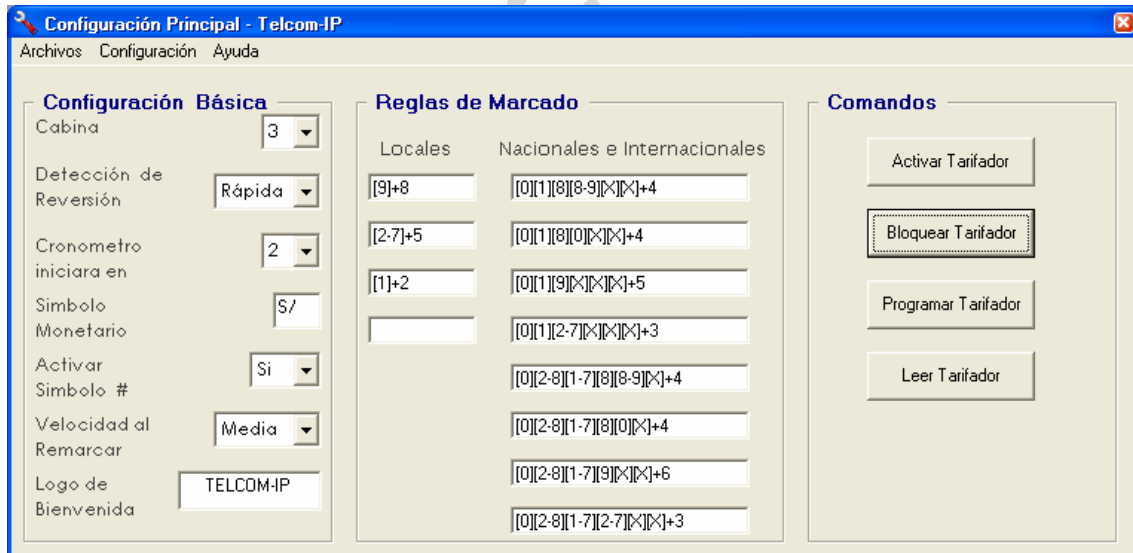 Configuración Principal - Telcom-IP
Archivos Configuración Ayuda
Configuración Básica
Cabina
3
Detección de
Reversión
Rápida
Cronometro
iniciara en
2
Simbolo
Monetario
S/
Activar
Simbolo #
Si
Velocidad al
Remarcar
Media
Logo de
Bienvenida
TELCOM-IP
Reglas de Marcado
Locales Nacionales e Internacionales
[9]+8 [0][1][8][8-9][X][X]+4
[2-7]+5 [0][1][8][0][X][X]+4
[1]+2 [0][1][9][X][X][X]+5
[0][1][2-7][X][X][X]+3
[0][2-8][1-7][8][8-9][X]+4
[0][2-8][1-7][8][0][X]+4
[0][2-8][1-7][9][X][X]+6
[0][2-8][1-7][2-7][X][X]+3
Comandos
Activar Tarifador
Bloquear Tarifador
Programar Tarifador
Leer Tarifador